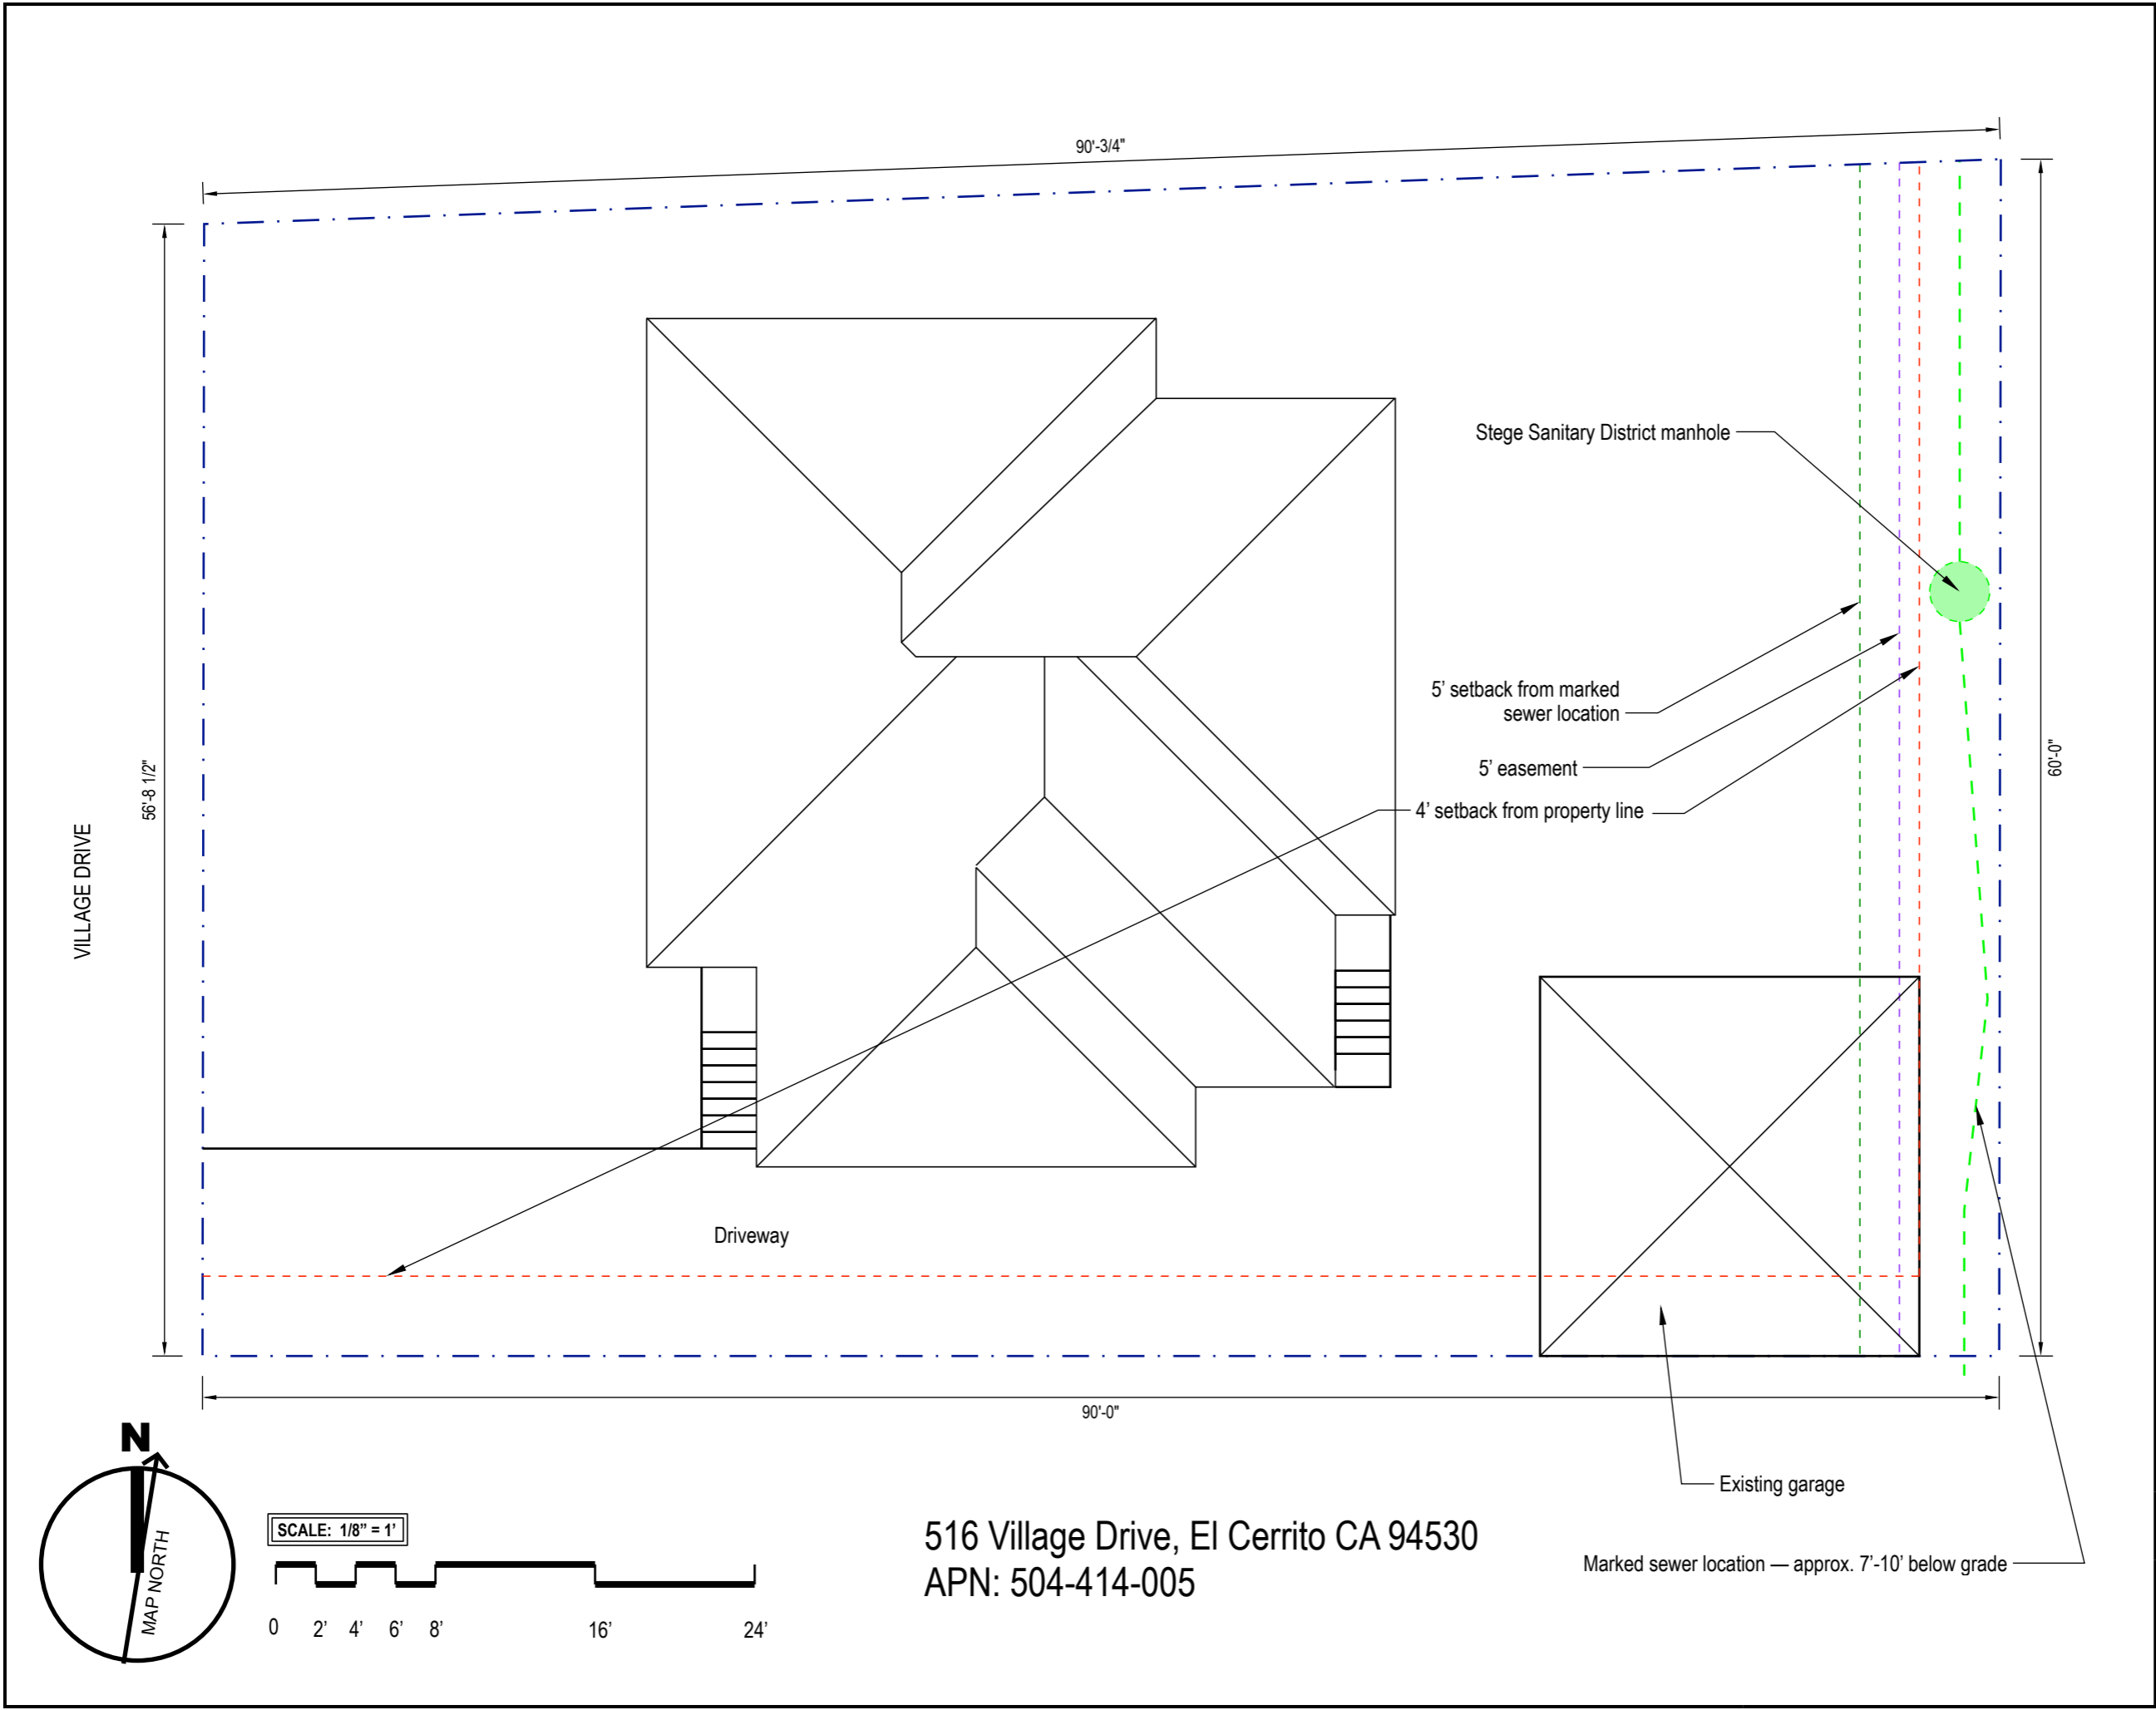 90'-3/4"
Stege Sanitary District manhole
5’ setback from marked
sewer location
5’ easement
4’ setback from property line
56'-8 1/2"
60'-0"
VILLAGE DRIVE
Driveway
90'-0"
N
MAP NORTH
SCALE: 1/8” = 1’
0 2’ 4’ 6’ 8’ 16’ 24’
516 Village Drive, El Cerrito CA 94530
APN: 504-414-005
Existing garage
Marked sewer location — approx. 7’-10’ below grade